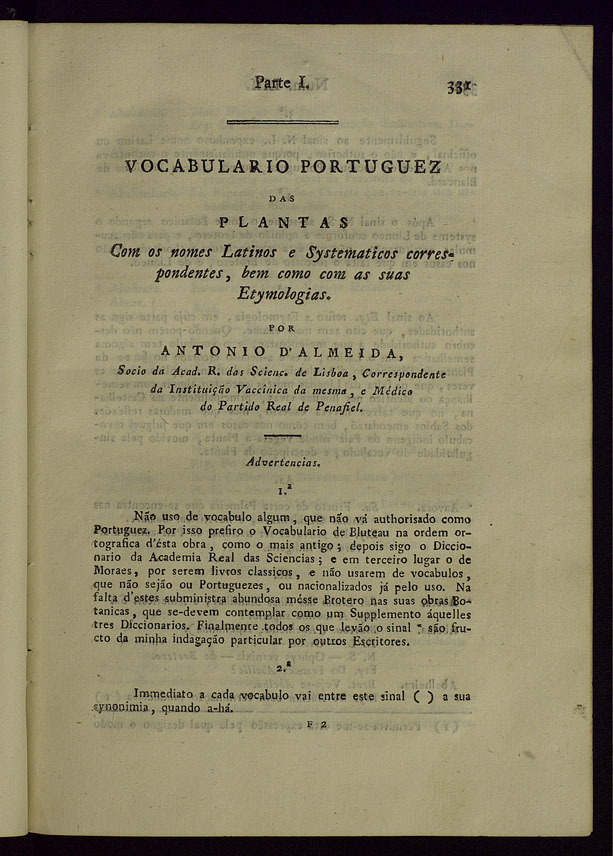 Parte I. 331
VOCABULARIO PORTUGUEZ
DAS
PLANTAS
Com os nomes Latinos e Systematicos corres-
pondentes, bem como com as suas
Etymologias.
POR
ANTONIO D'ALMEIDA,
Socio da Acad. R. das Scienc. de Lisboa, Correspondente
da Instituição Vaccinica da mesma, e Médico
do Partido Real de Penafiel.
Advertencias.
1.ª
Não uso de vocabulo algum, que não vá authorisado como
Portuguez. Por isso prefiro o Vocabulario de Bluteau na ordem or-
tografica d'ésta obra, como o mais antigo; depois sigo o Diccio-
nario da Academia Real das Sciencias; e em terceiro lugar o de
Moraes, por serem livros classicos, e não usarem de vocabulos,
que não sejão ou Portuguezes, ou nacionalizados já pelo uso. Na
falta d'estes subministra abundosa mésse Brotero nas suas obras Bo-
tanicas, que se-devem contemplar como um Supplemento áquelles
tres Diccionarios. Finalmente todos os que levão o sinal * são fru-
cto da minha indagação particular por outros Escritores.
2.ª
Immediato a cada vocabulo vai entre este sinal ( ) a sua
synonimia, quando a-há.
F 2